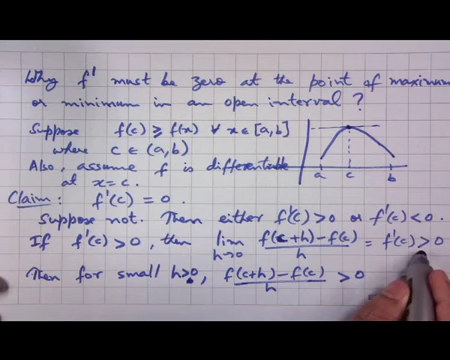 Why f' must be zero at the point of maximum
or minimum in an open interval ?
Suppose f(c) ⩾ f(x) ∀ x ∈ [a,b]
where c ∈ (a,b)
Also, assume f is differentiable
at x=c.
a c b
Claim: f'(c) = 0.
Suppose not. Then either f'(c) > 0 or f'(c) < 0.
If f'(c) > 0, then lim h→0 f(c+h)-f(c)/h = f'(c) > 0
Then for small h>0, f(c+h)-f(c)/h > 0